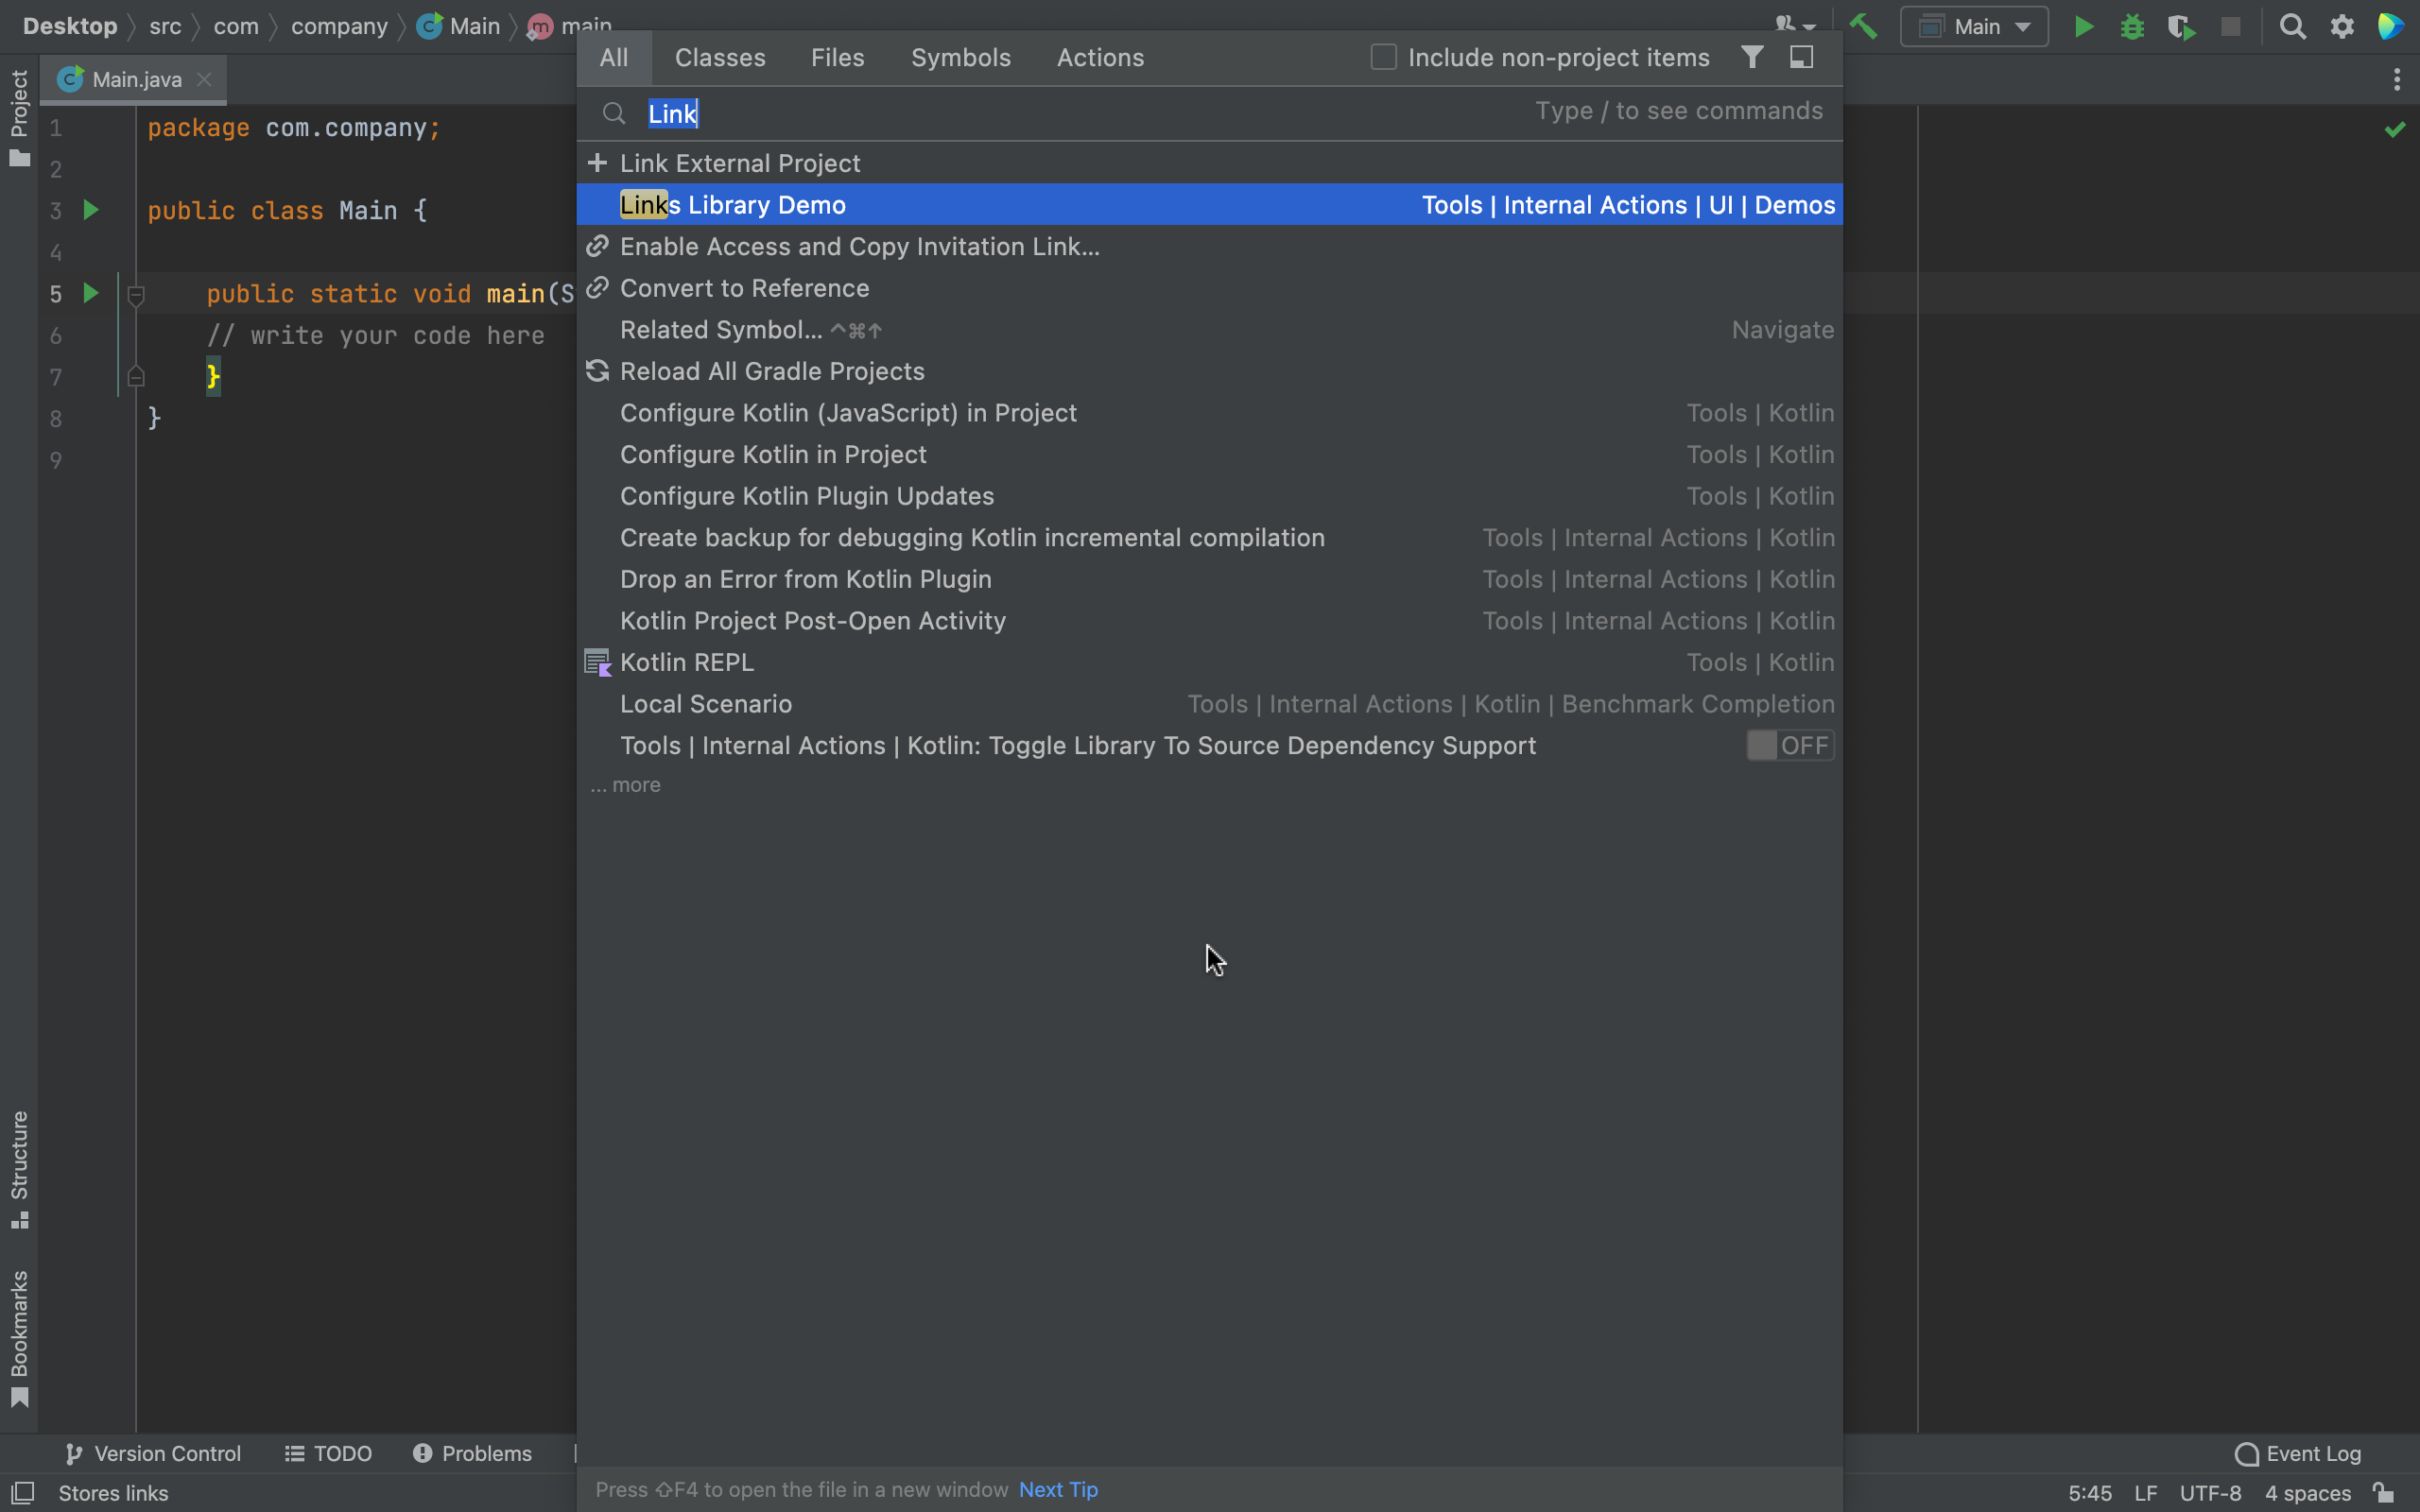 Desktop src com company Main main
Main
Project
Main.java
All Classes Files Symbols Actions Include non-project items
Link Type / to see commands
Link External Project
Links Library Demo Tools | Internal Actions | UI | Demos
Enable Access and Copy Invitation Link...
Convert to Reference
Related Symbol... ⌃⌘↑ Navigate
Reload All Gradle Projects
Configure Kotlin (JavaScript) in Project Tools | Kotlin
Configure Kotlin in Project Tools | Kotlin
Configure Kotlin Plugin Updates Tools | Kotlin
Create backup for debugging Kotlin incremental compilation Tools | Internal Actions | Kotlin
Drop an Error from Kotlin Plugin Tools | Internal Actions | Kotlin
Kotlin Project Post-Open Activity Tools | Internal Actions | Kotlin
Kotlin REPL Tools | Kotlin
Local Scenario Tools | Internal Actions | Kotlin | Benchmark Completion
Tools | Internal Actions | Kotlin: Toggle Library To Source Dependency Support OFF
... more
Press ⇧F4 to open the file in a new window Next Tip
1 package com.company;
2
3 public class Main {
4
5 public static void main(S
6 // write your code here
7 }
8 }
9
Structure
Bookmarks
Version Control TODO Problems Event Log
Stores links 5:45 LF UTF-8 4 spaces